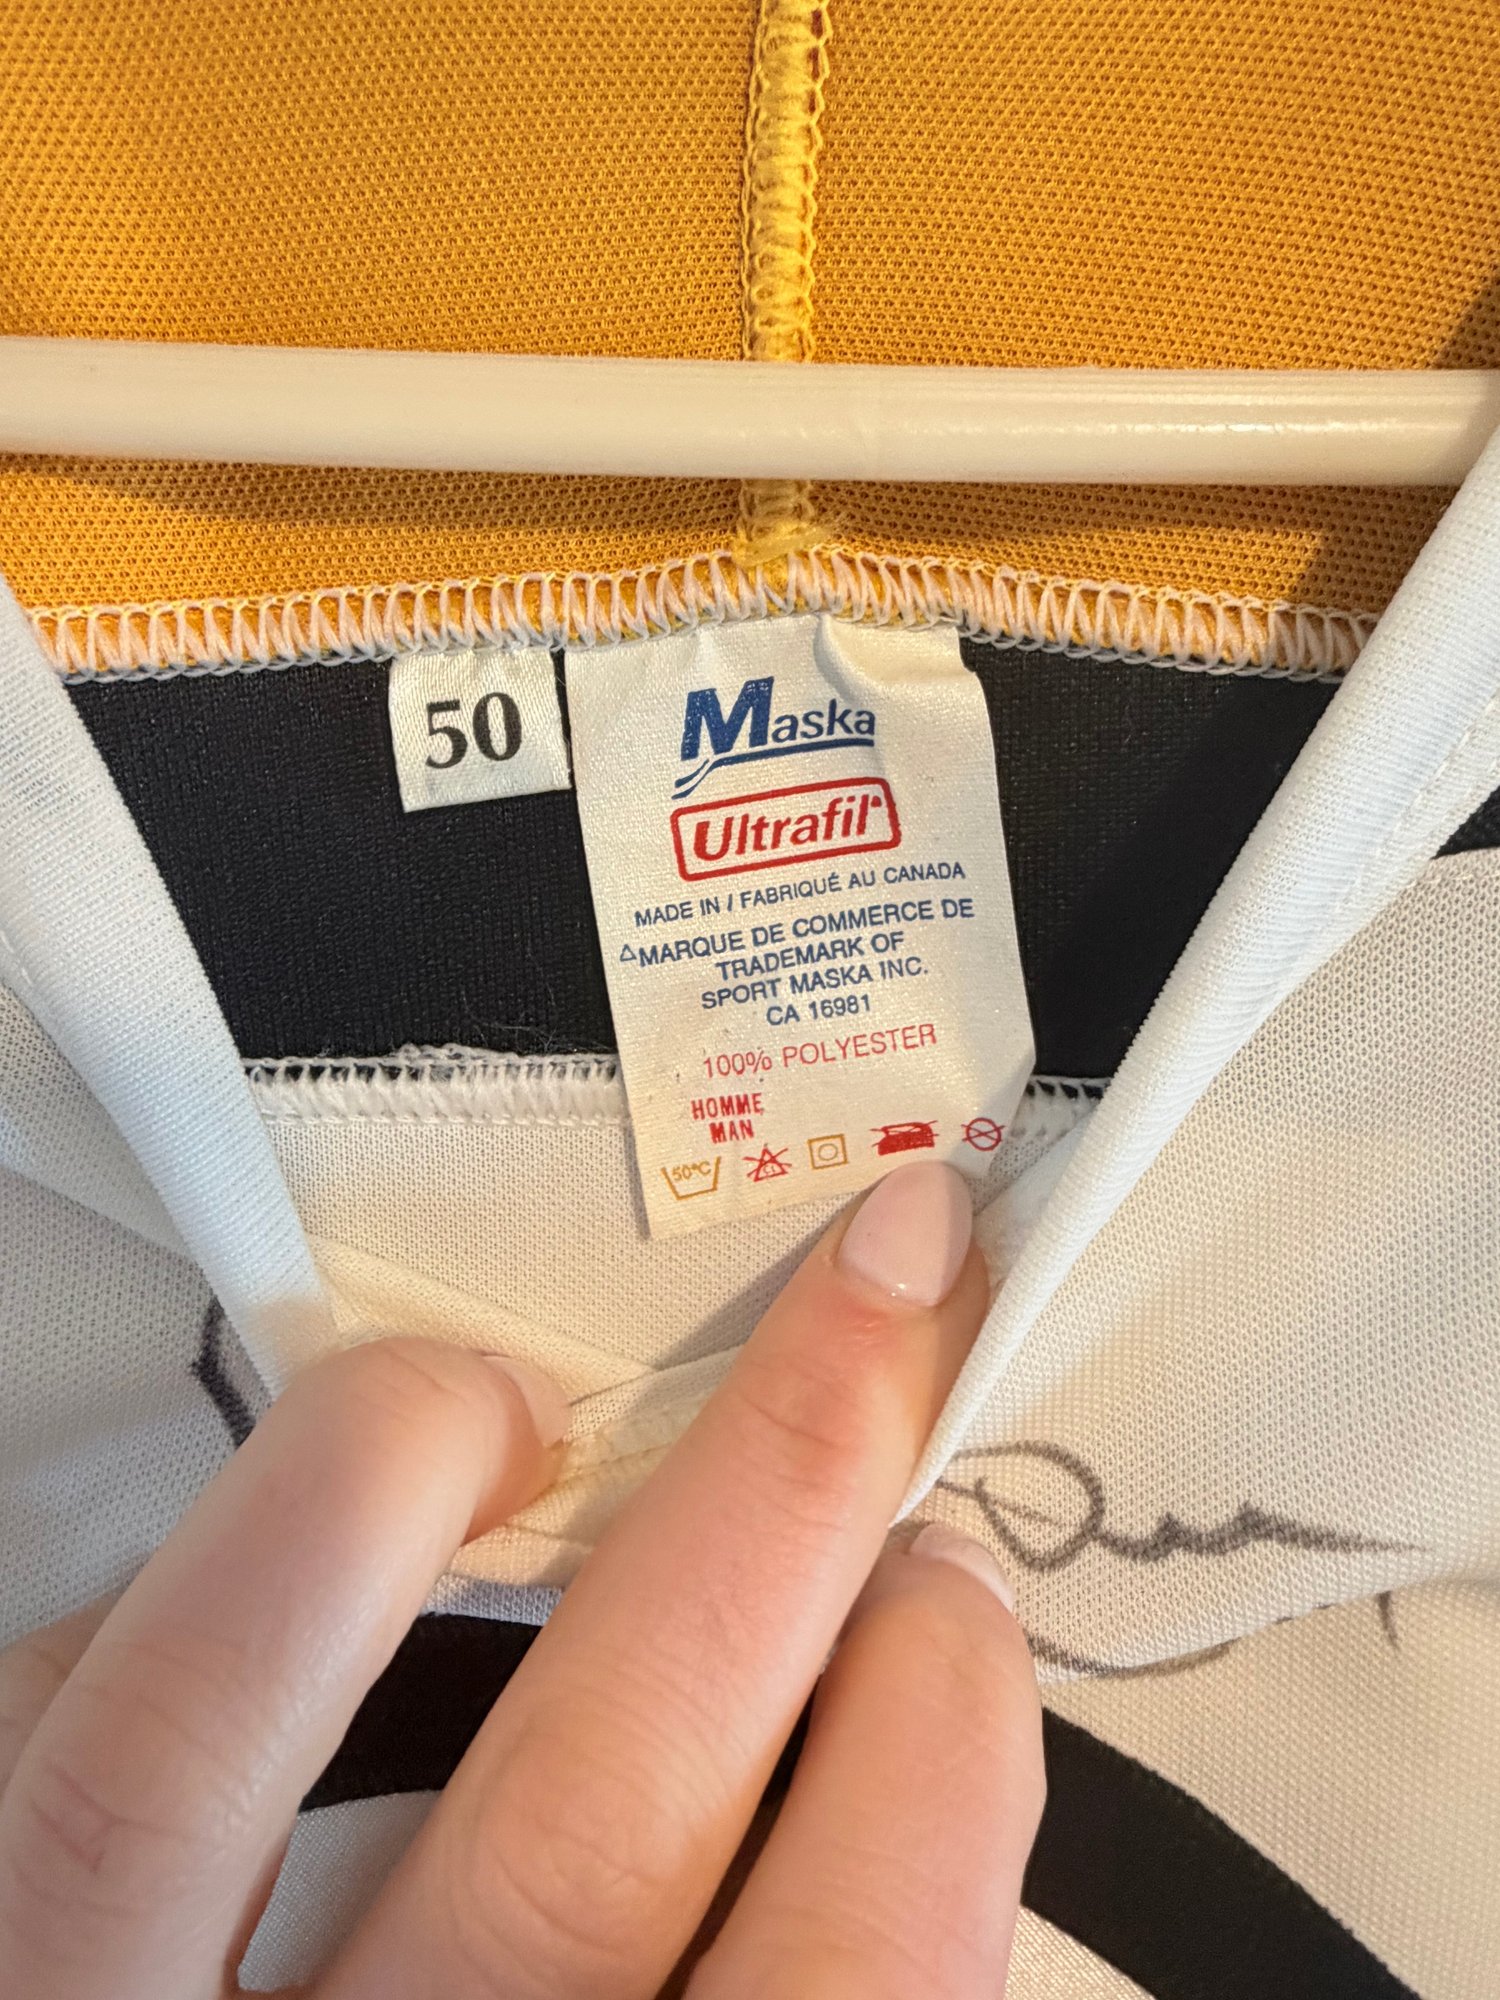 50
Maska
Ultrafil
MADE IN / FABRIQUÉ AU CANADA
△MARQUE DE COMMERCE DE
TRADEMARK OF
SPORT MASKA INC.
CA 16981
100% POLYESTER
HOMME
MAN
50°C
CL